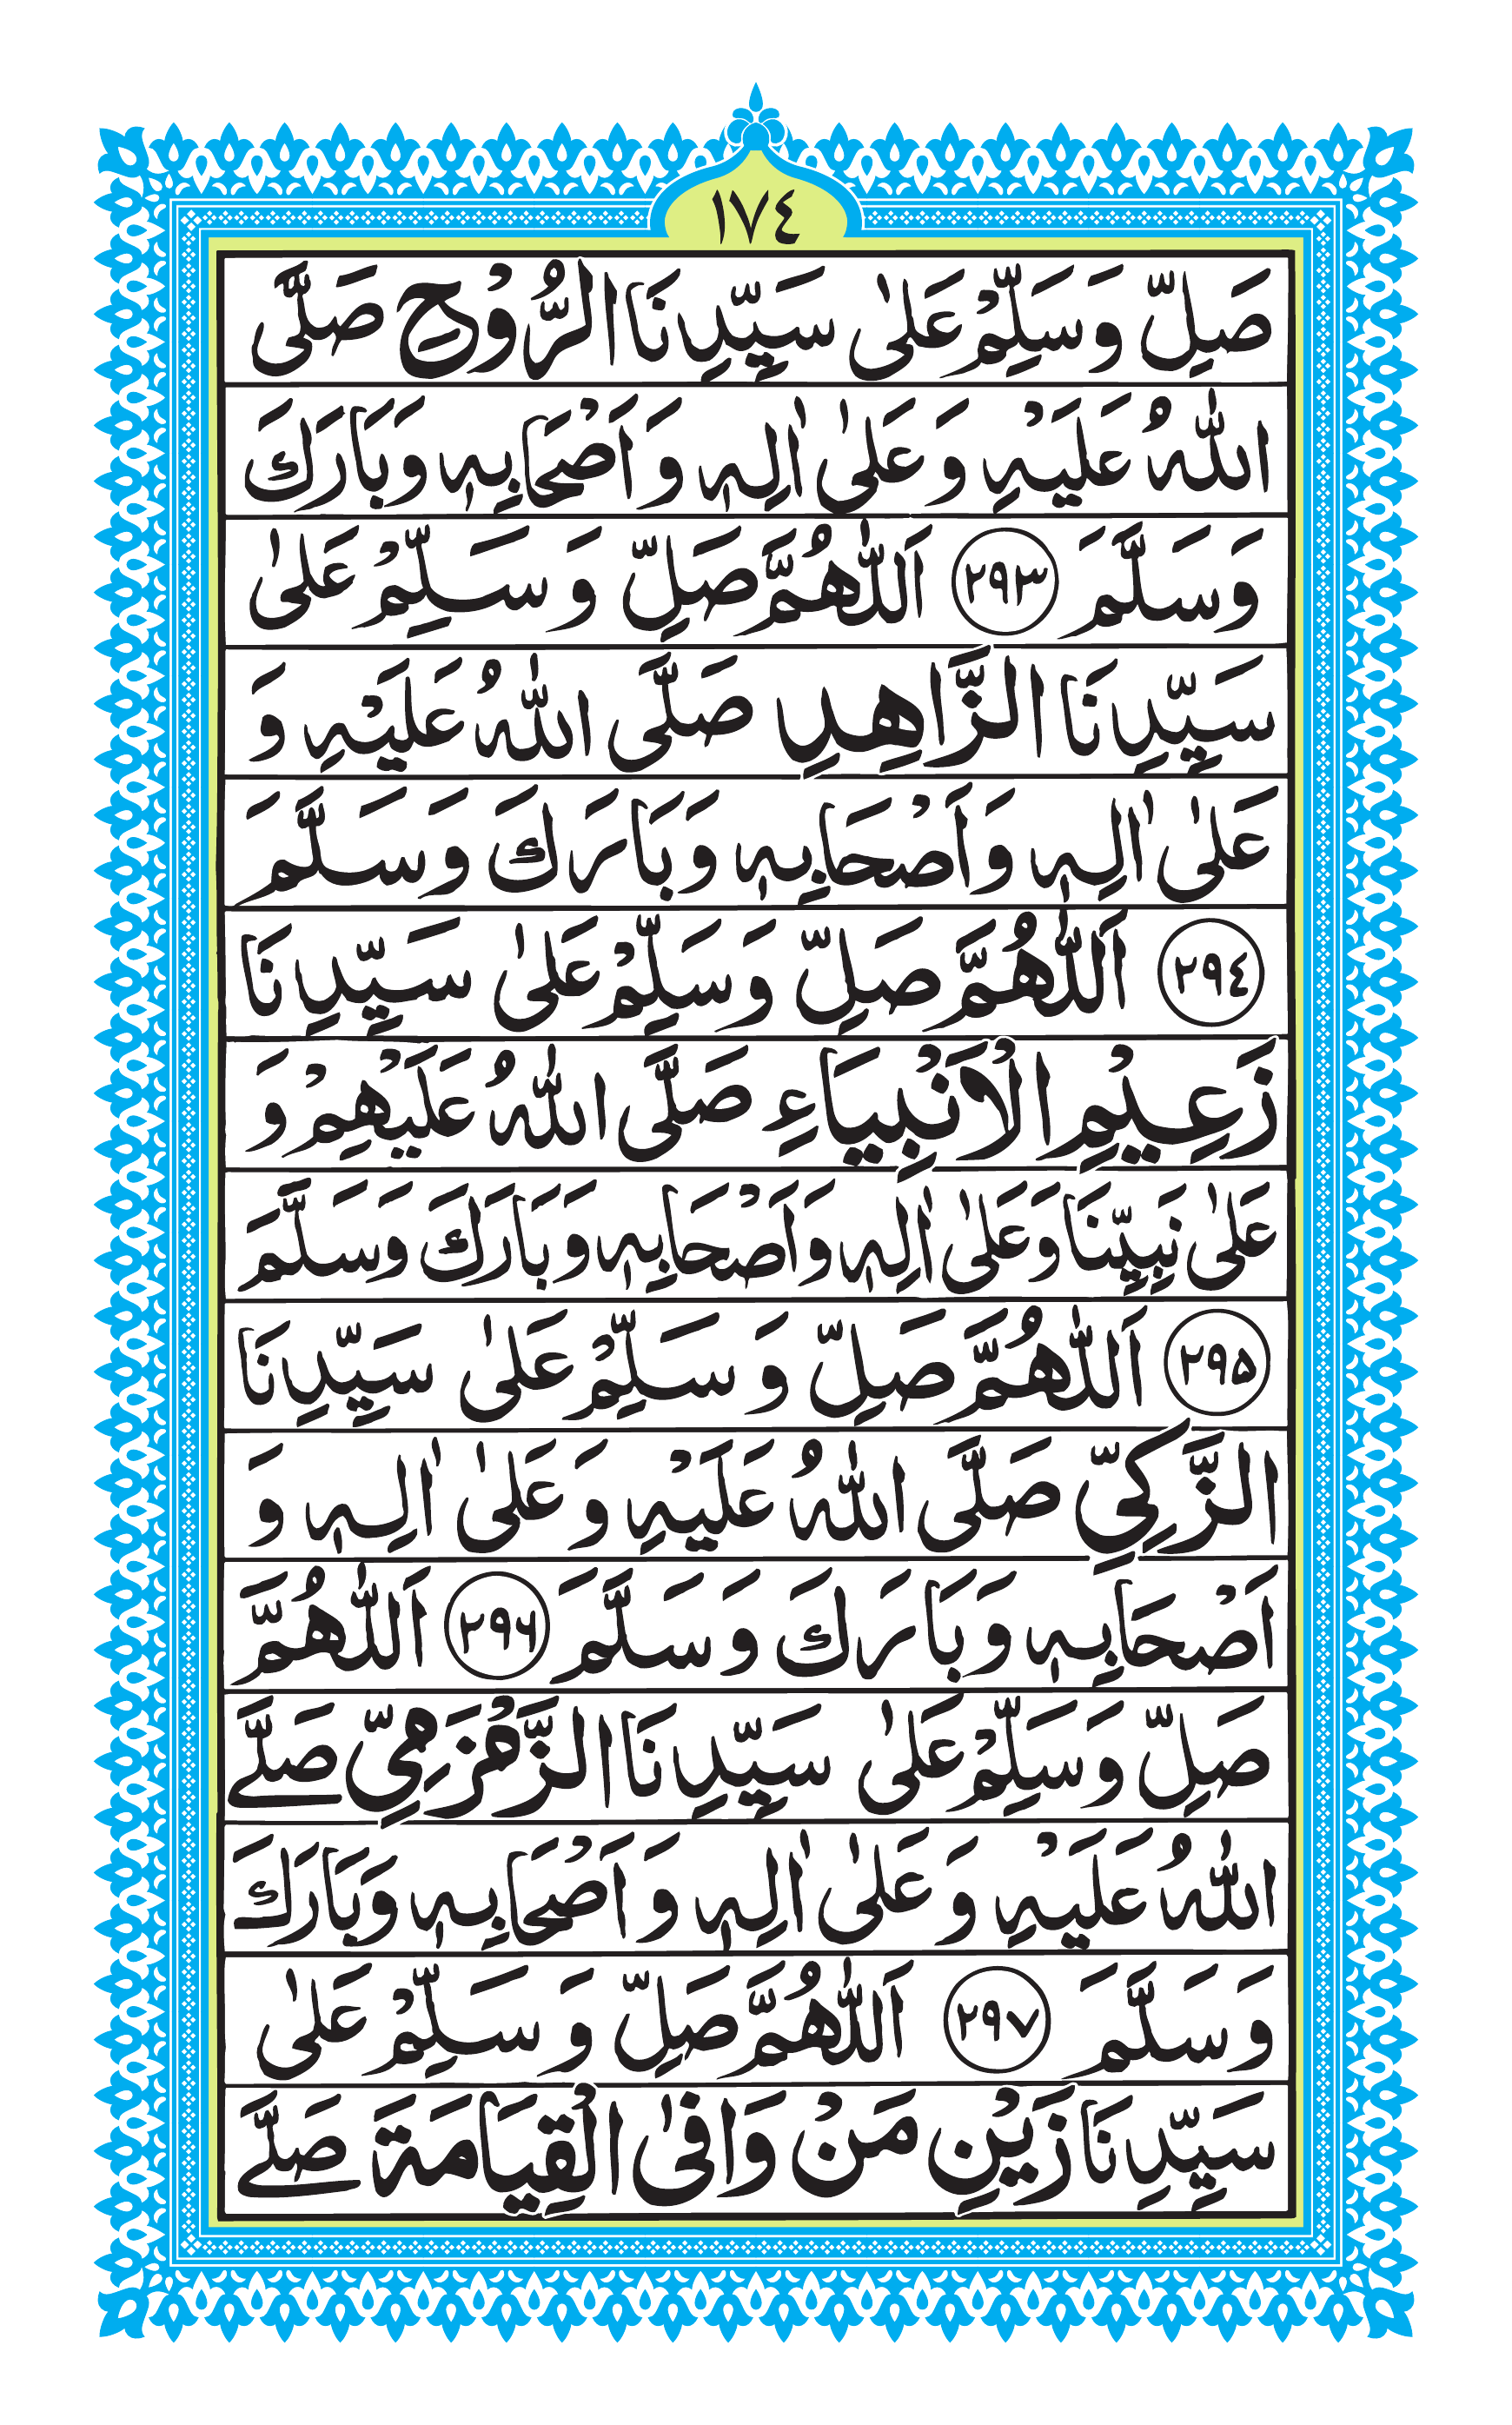 ١٧٤
صَلِّ وَسَلِّمْ عَلٰى سَيِّدِنَا الرُّوْحِ صَلَّى
اللّٰهُ عَلَيْهِ وَعَلٰى اٰلِهٖ وَاَصْحَابِهٖ وَبَارَكَ
وَسَلَّمَ ٢٩٣ اَللّٰهُمَّ صَلِّ وَسَلِّمْ عَلٰى
سَيِّدِنَا الزَّاهِدِ صَلَّى اللّٰهُ عَلَيْهِ وَ
عَلٰى اٰلِهٖ وَاَصْحَابِهٖ وَبَارَكَ وَسَلَّمَ
٢٩٤ اَللّٰهُمَّ صَلِّ وَسَلِّمْ عَلٰى سَيِّدِنَا
زَعِيْمِ الْاَنْبِيَاءِ صَلَّى اللّٰهُ عَلَيْهِمْ وَ
عَلٰى نَبِيِّنَا وَعَلٰى اٰلِهٖ وَاَصْحَابِهٖ وَبَارَكَ وَسَلَّمَ
٢٩۵ اَللّٰهُمَّ صَلِّ وَسَلِّمْ عَلٰى سَيِّدِنَا
الزَّكِيِّ صَلَّى اللّٰهُ عَلَيْهِ وَعَلٰى اٰلِهٖ وَ
اَصْحَابِهٖ وَبَارَكَ وَسَلَّمَ ٢٩٦ اَللّٰهُمَّ
صَلِّ وَسَلِّمْ عَلٰى سَيِّدِنَا الزَّمْزَمِيِّ صَلَّے
اللّٰهُ عَلَيْهِ وَعَلٰى اٰلِهٖ وَاَصْحَابِهٖ وَبَارَكَ
وَسَلَّمَ ٢٩٧ اَللّٰهُمَّ صَلِّ وَسَلِّمْ عَلٰى
سَيِّدِنَا زَيْنِ مَنْ وَافَى الْقِيَامَةَ صَلَّے